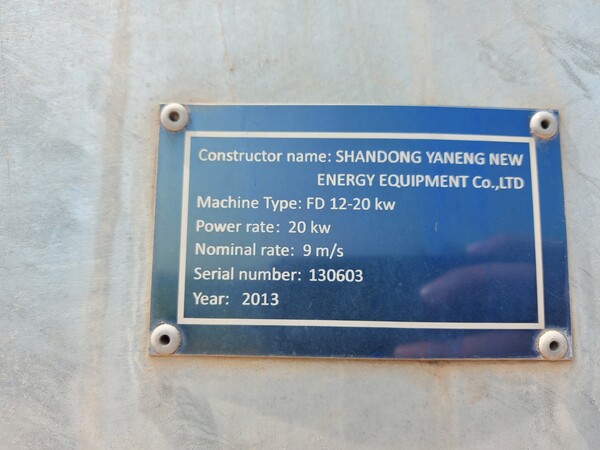 Constructor name: SHANDONG YANENG NEW
ENERGY EQUIPMENT Co.,LTD
Machine Type: FD 12-20 kw
Power rate: 20 kw
Nominal rate: 9 m/s
Serial number: 130603
Year: 2013